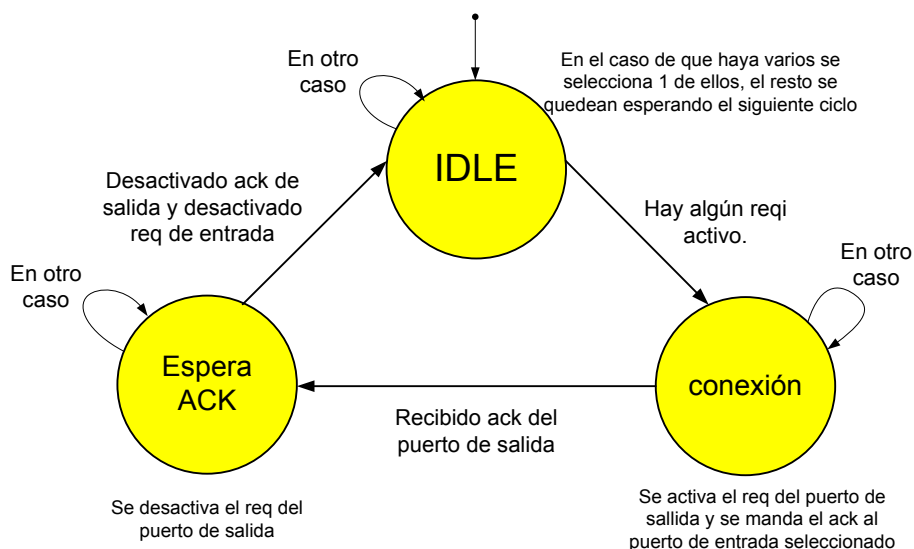 En otro
caso
En el caso de que haya varios se
selecciona 1 de ellos, el resto se
quedean esperando el siguiente ciclo
IDLE
Desactivado ack de
salida y desactivado
req de entrada
Hay algún reqi
activo.
En otro
caso
En otro
caso
Espera
ACK
conexión
Recibido ack del
puerto de salida
Se desactiva el req del
puerto de salida
Se activa el req del puerto de
sallida y se manda el ack al
puerto de entrada seleccionado